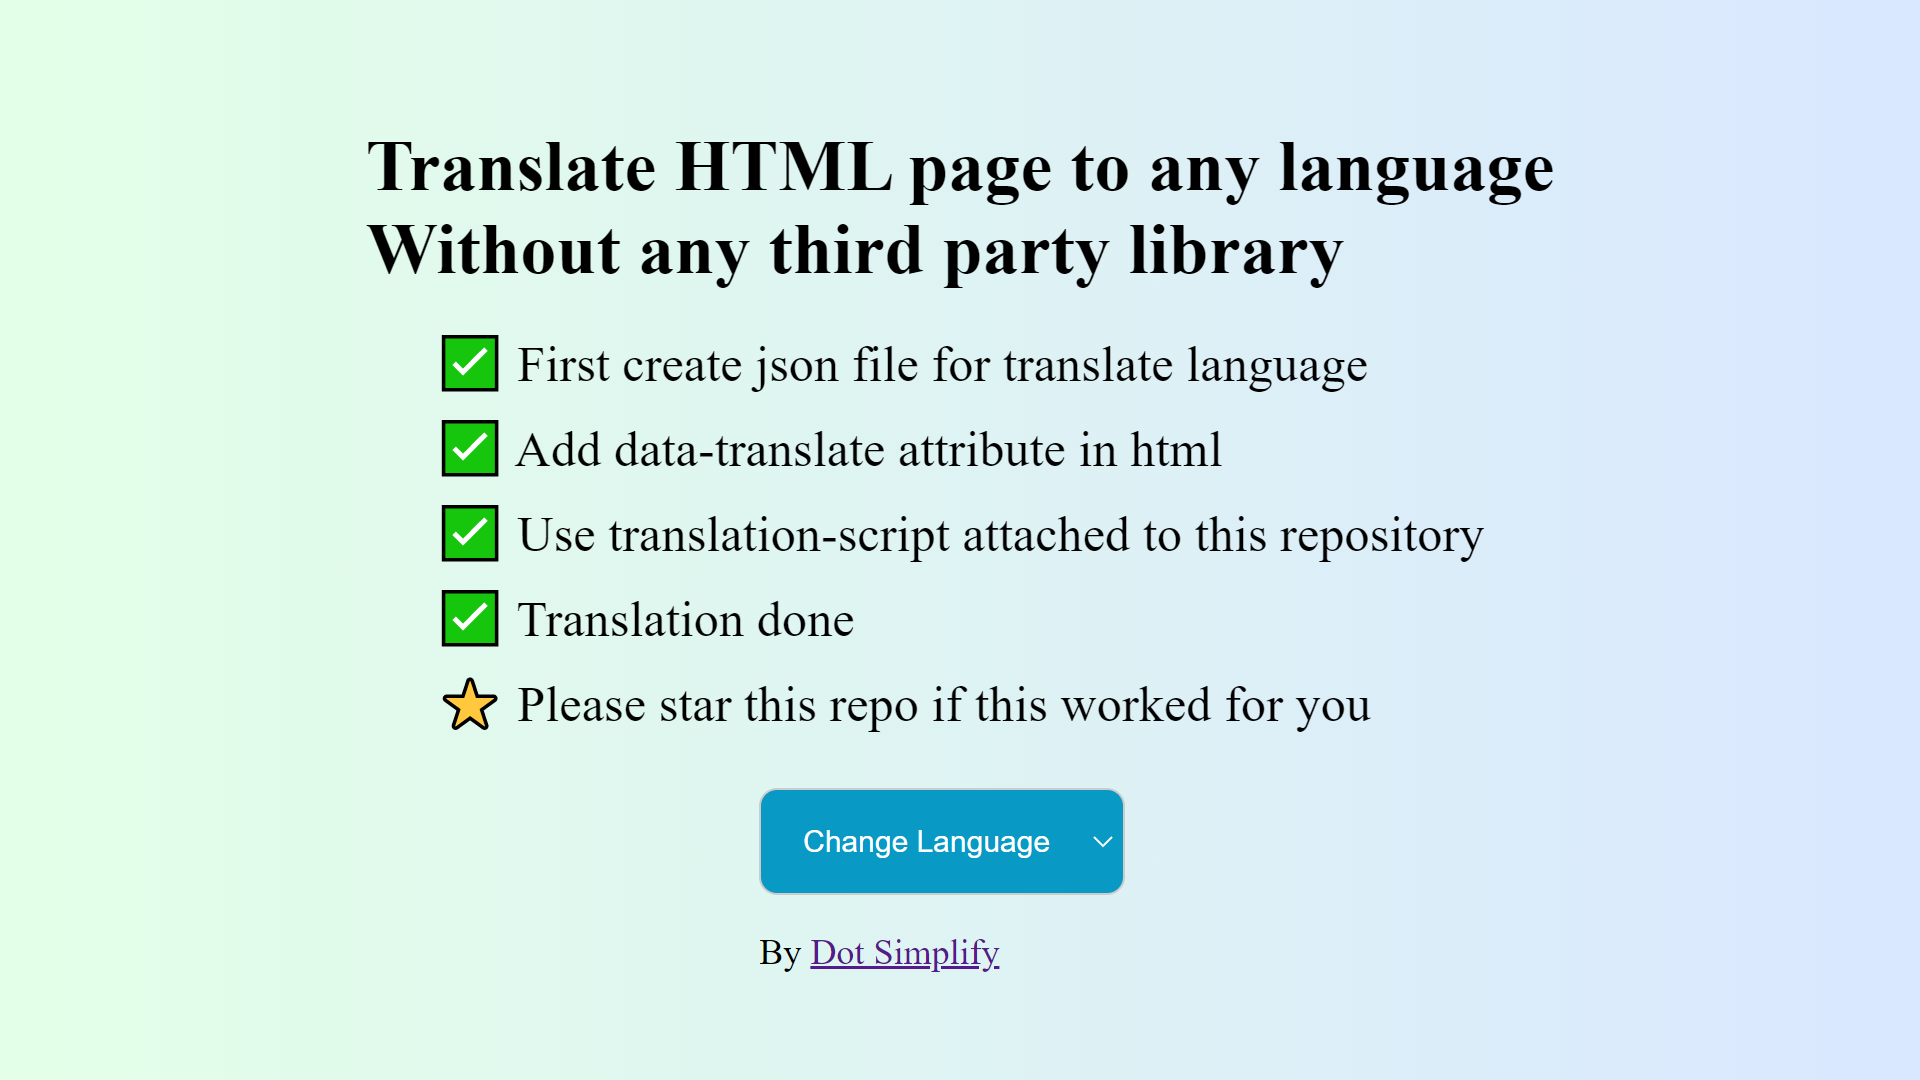 Translate HTML page to any language
Without any third party library
✅ First create json file for translate language
✅ Add data-translate attribute in html
✅ Use translation-script attached to this repository
✅ Translation done
⭐ Please star this repo if this worked for you
Change Language
By Dot Simplify